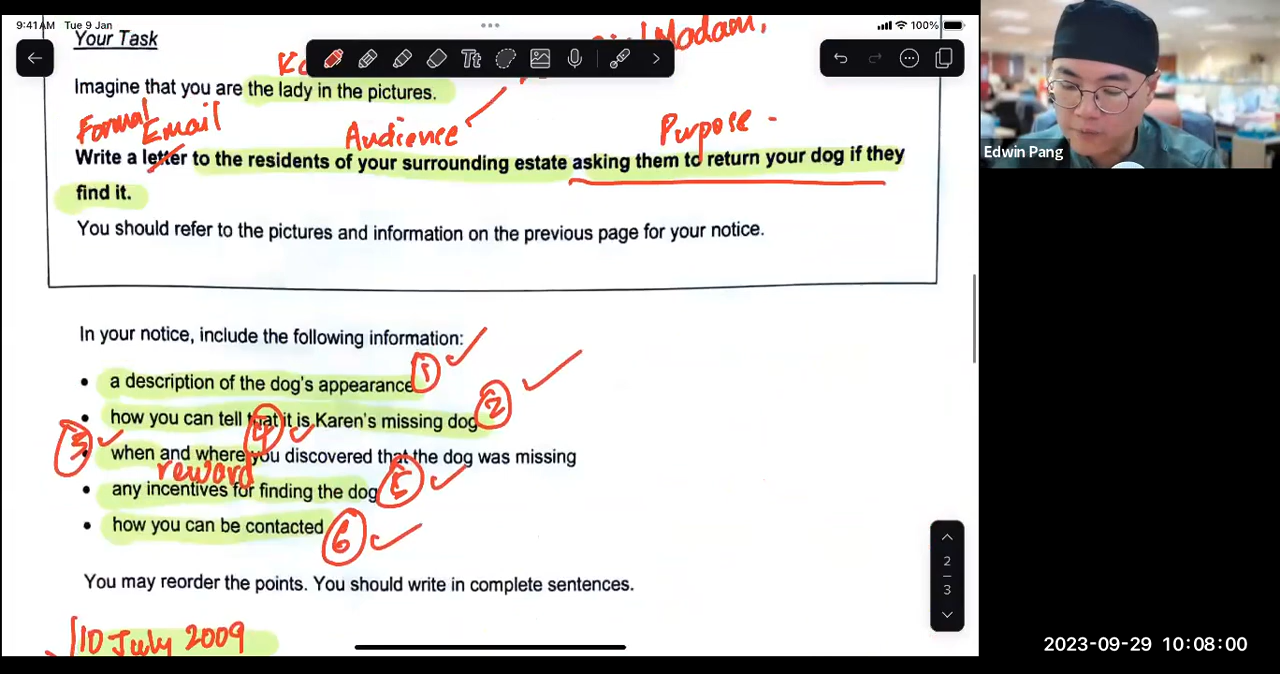 9:41AM Tue 9 Jan
100%
Your Task
Sir/Madam,
Imagine that you are the lady in the pictures.
Formal Email
Audience
Purpose -
Write a letter to the residents of your surrounding estate asking them to return your dog if they
find it.
You should refer to the pictures and information on the previous page for your notice.
In your notice, include the following information:
• a description of the dog's appearance 1
• how you can tell that it is Karen's missing dog 2
3 • when and where 4 you discovered that the dog was missing
reward
• any incentives for finding the dog 5
• how you can be contacted 6
You may reorder the points. You should write in complete sentences.
10 July 2009
Tt
2
3
Edwin Pang
2023-09-29 10:08:00